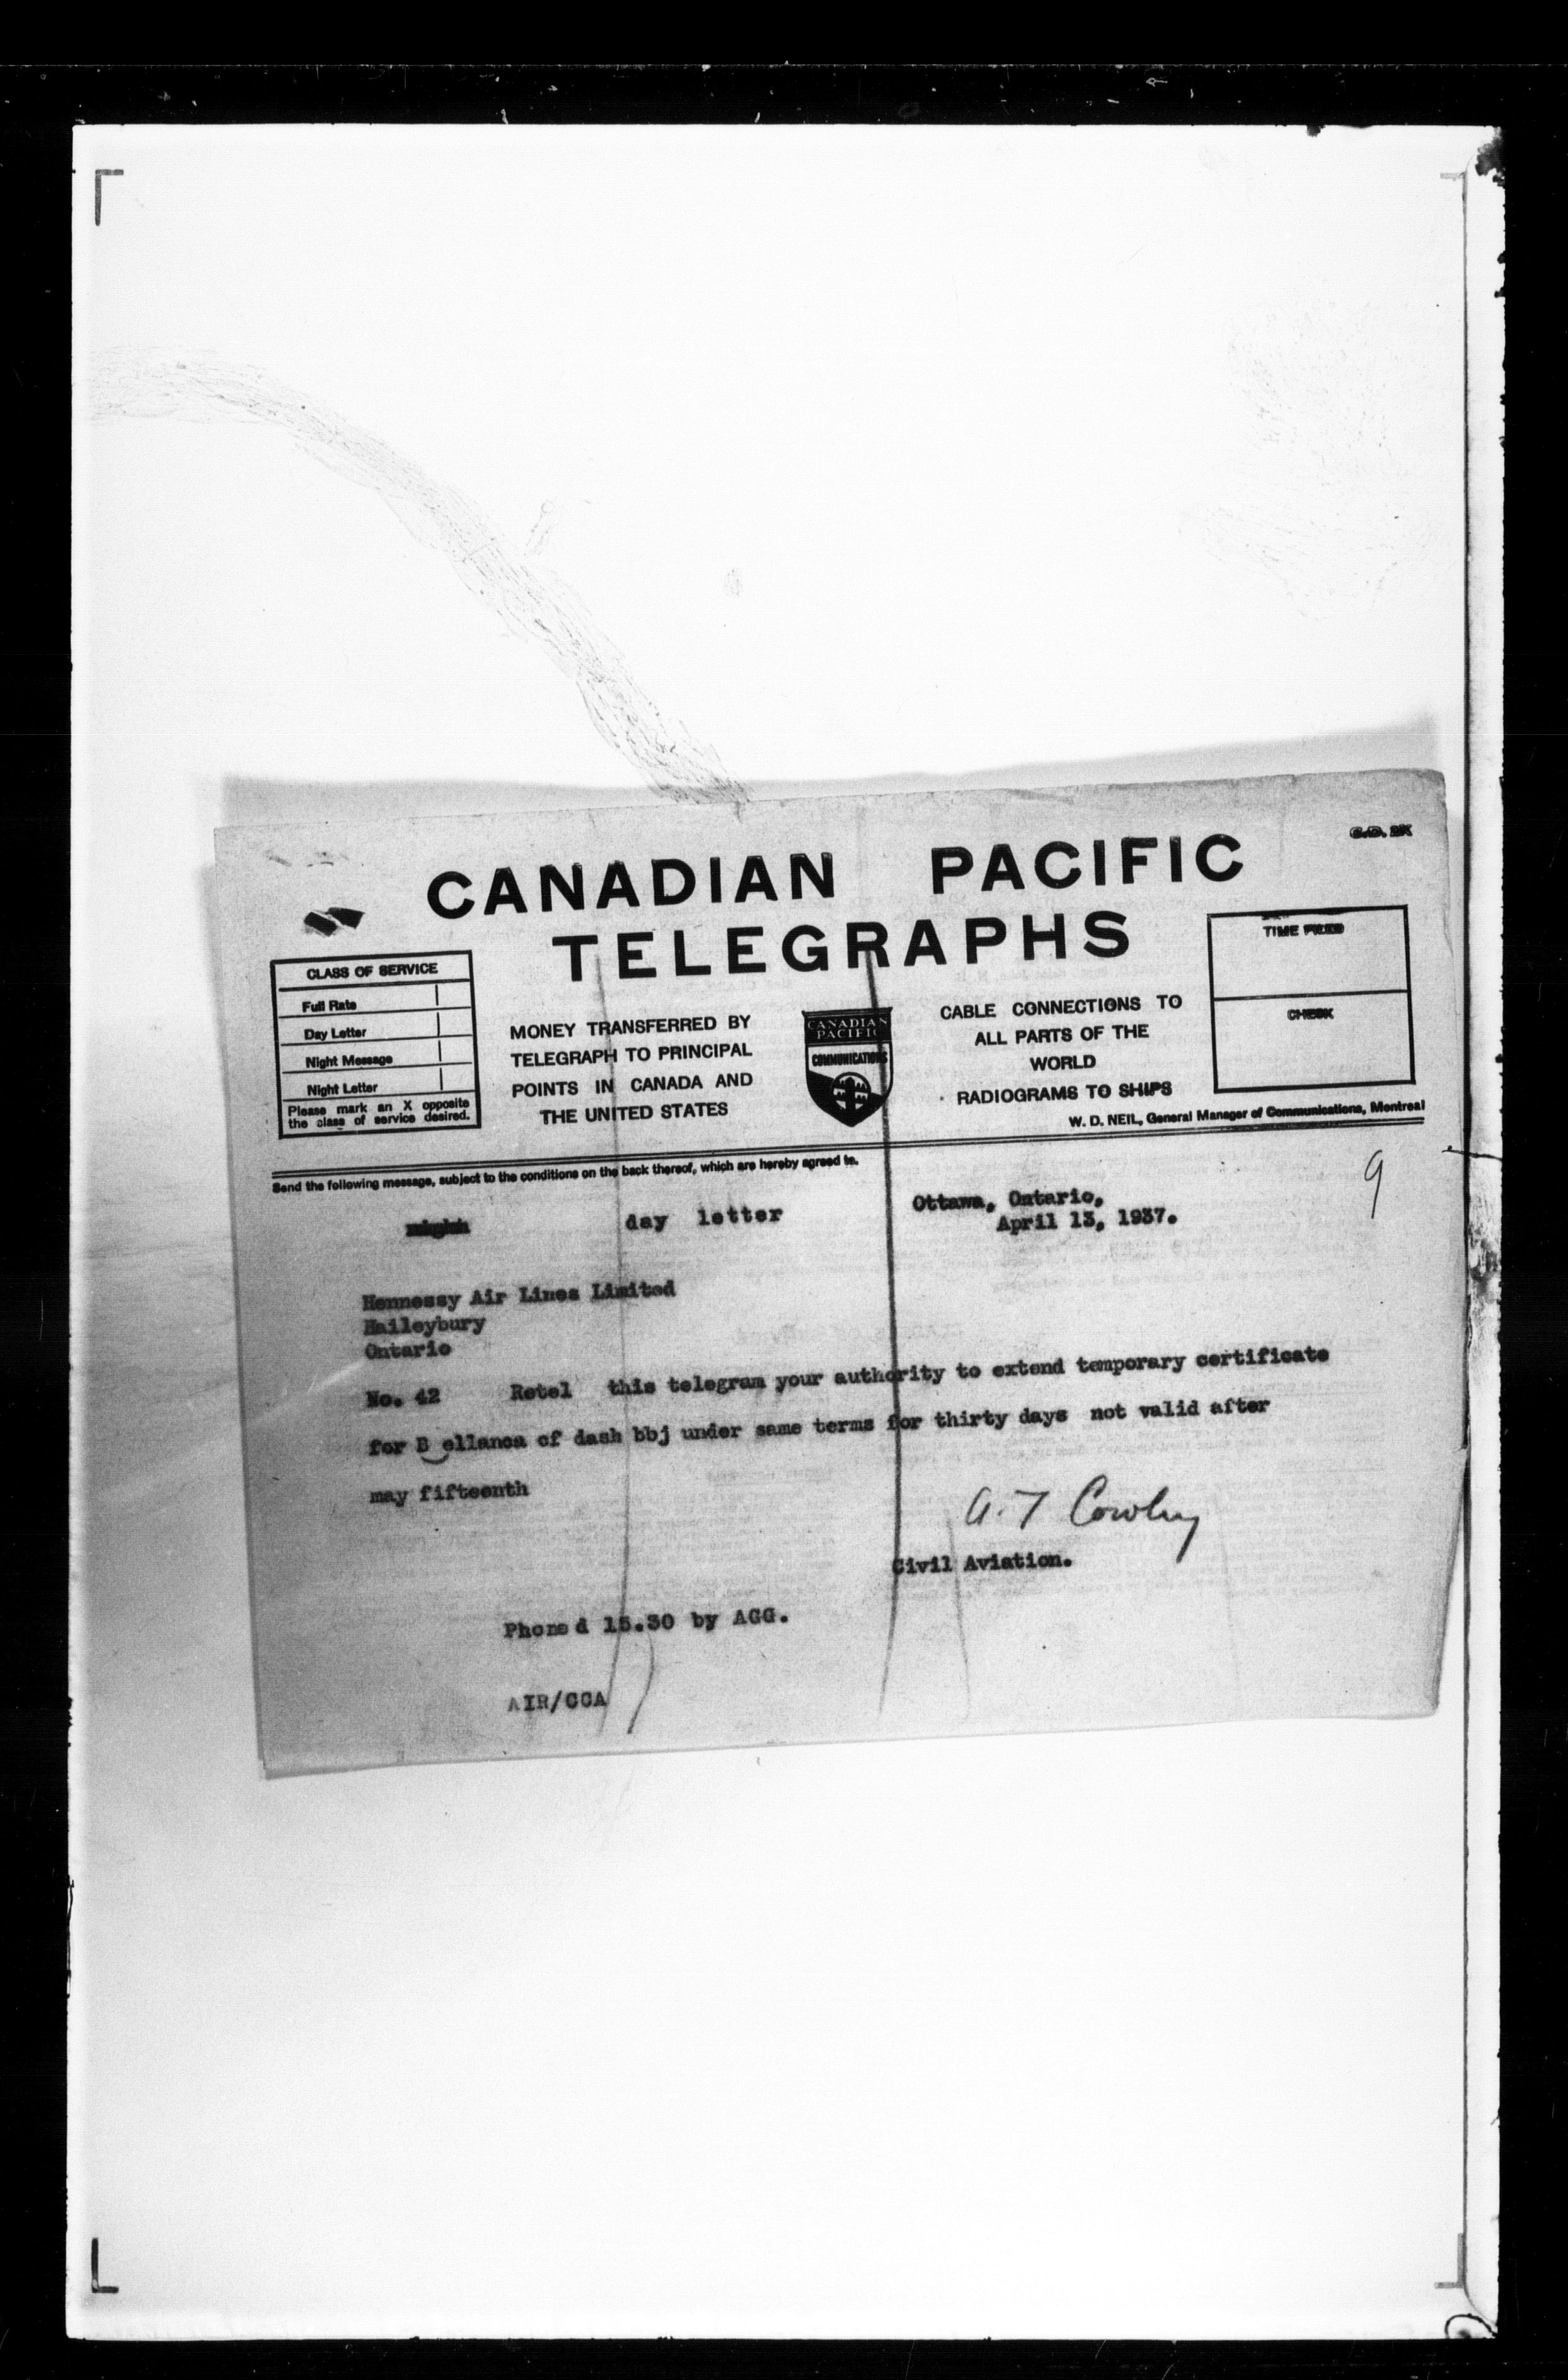 CANADIAN PACIFIC
TELEGRAPHS
CLASS OF SERVICE
Full Rate
Day Letter
Night Message
Night Letter
Please mark an X opposite
the class of service desired.
MONEY TRANSFERRED BY
TELEGRAPH TO PRINCIPAL
POINTS IN CANADA AND
THE UNITED STATES
CANADIAN
PACIFIC
COMMUNICATIONS
CABLE CONNECTIONS TO
ALL PARTS OF THE
WORLD
RADIOGRAMS TO SHIPS
TIME FILED
CHECK
W. D. NEIL, General Manager of Communications, Montreal
Send the following message, subject to the conditions on the back thereof, which are hereby agreed to.
9
day letter
Ottawa, Ontario,
April 13, 1937.
Hennessy Air Lines Limited
Haileybury
Ontario
No. 42 Retel this telegram your authority to extend temporary certificate
for B ellanca cf dash bbj under same terms for thirty days not valid after
may fifteenth
A. T Cowley
Civil Aviation.
Phoned 15.30 by AGG.
AIR/CCA